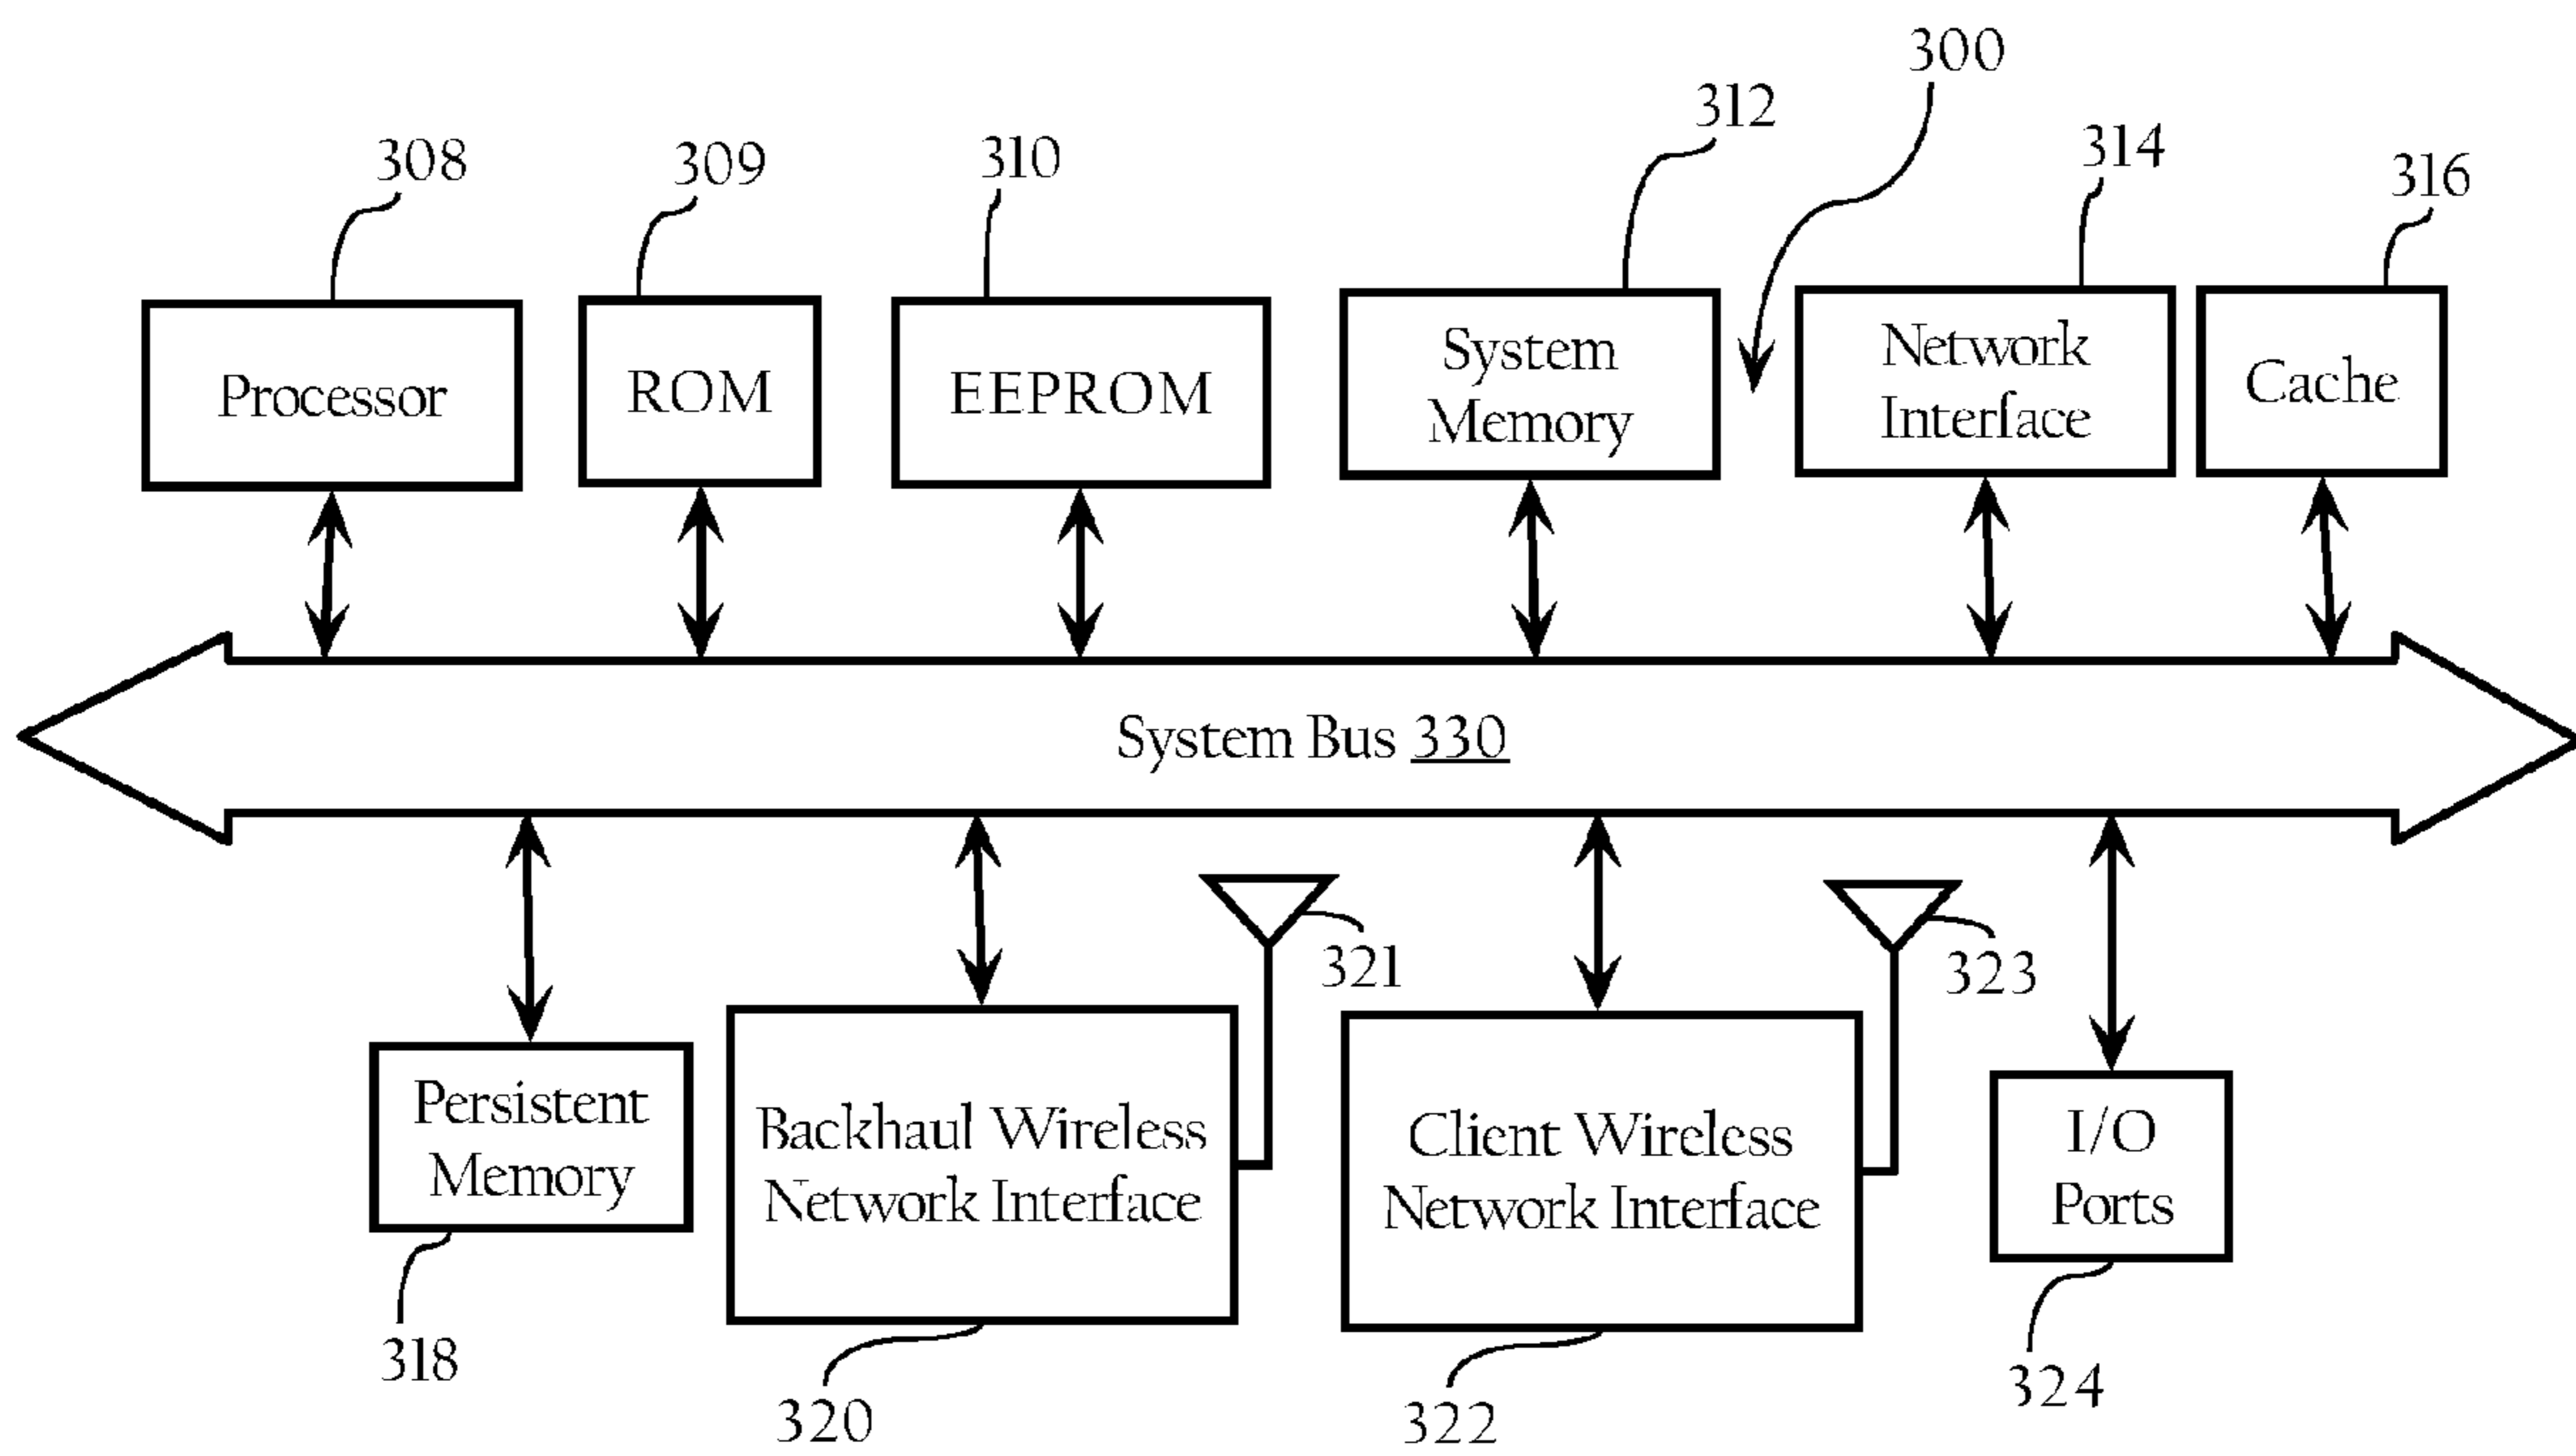 300
312
308
309
310
314
316
Processor
ROM
EEPROM
System
Memory
Network
Interface
Cache
System Bus 330
321
323
Persistent
Memory
Backhaul Wireless
Network Interface
Client Wireless
Network Interface
I/O
Ports
318
320
322
324